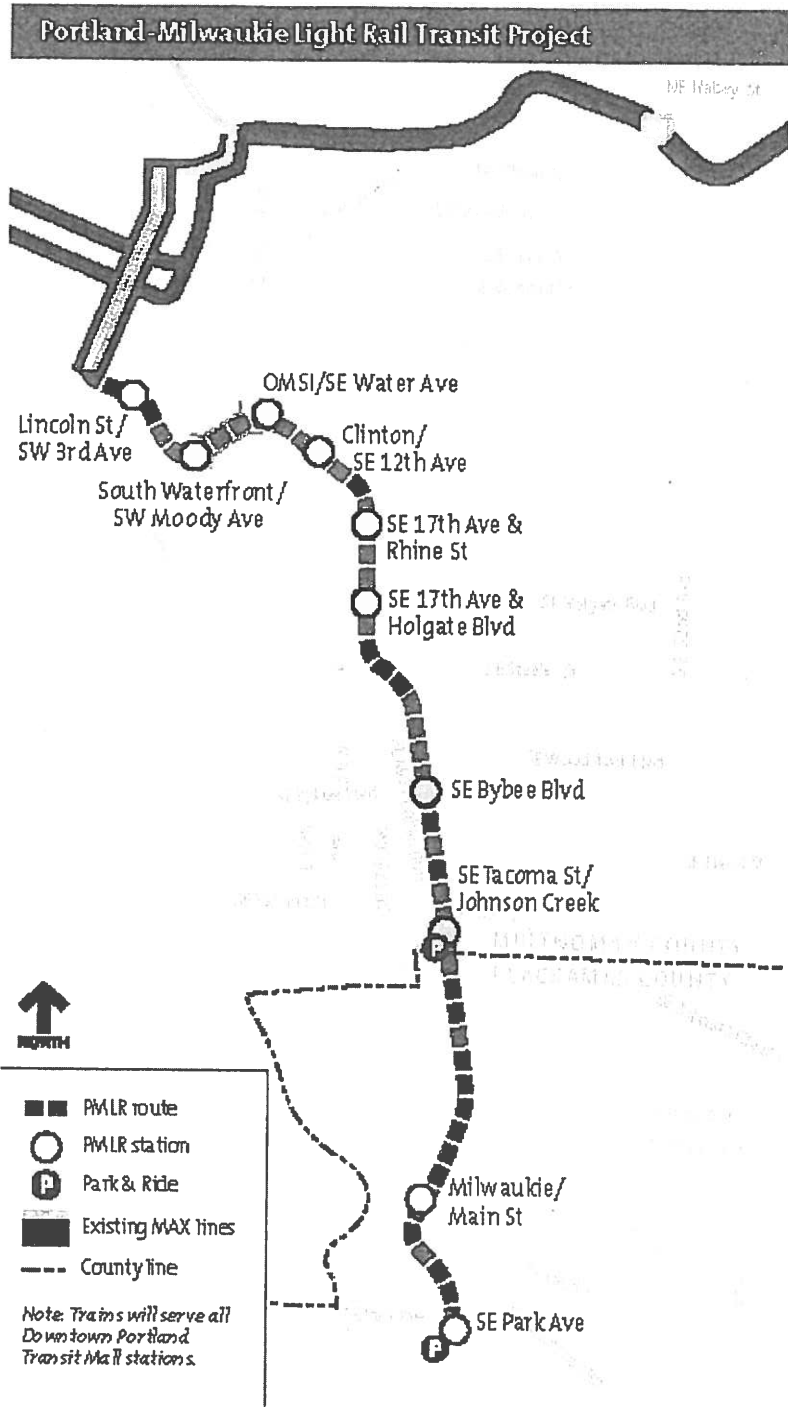 Portland-Milwaukie Light Rail Transit Project
OMSI/SE Water Ave
Lincoln St/
SW 3rd Ave
Clinton/
SE 12th Ave
South Waterfront/
SW Moody Ave
SE 17th Ave &
Rhine St
SE 17th Ave &
Holgate Blvd
SE Bybee Blvd
SE Tacoma St/
Johnson Creek
P
MULTNOMAH COUNTY
CLACKAMAS COUNTY
NORTH
PMLR route
PMLR station
P Park & Ride
Existing MAX lines
County line
Note: Trains will serve all
Downtown Portland
Transit Mall stations.
Milwaukie/
Main St
SE Park Ave
P